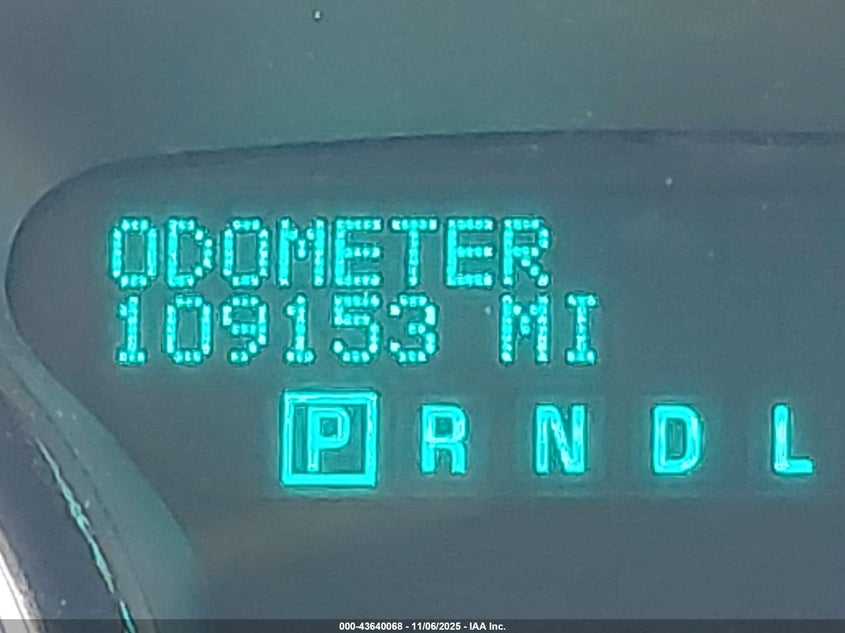 ODOMETER
109153 MI
P R N D L
000-43640068 - 11/06/2025 - IAA Inc.